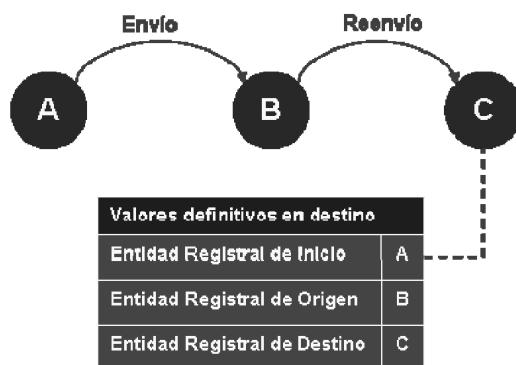 Envío
Reenvío
A
B
C
Valores definitivos en destino
Entidad Registral de Inicio A
Entidad Registral de Origen B
Entidad Registral de Destino C